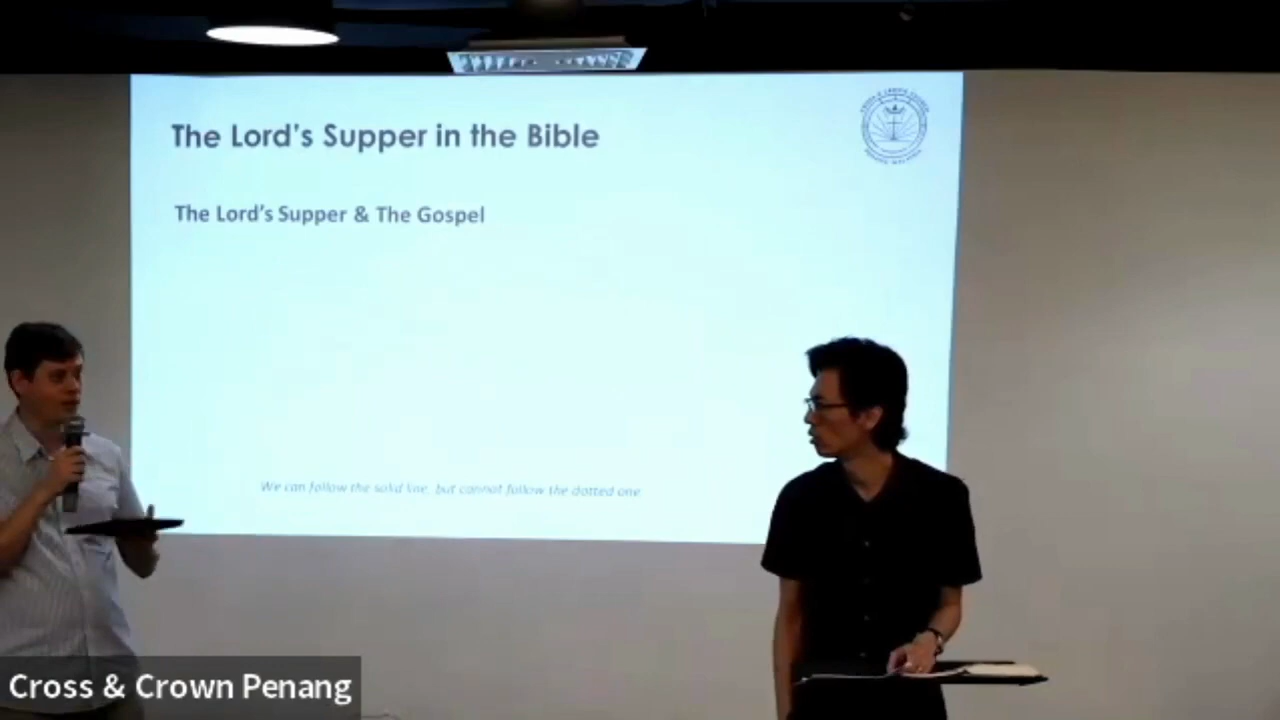 The Lord's Supper in the Bible
The Lord's Supper & The Gospel
We can follow the solid line, but cannot follow the dotted one
Cross & Crown Penang